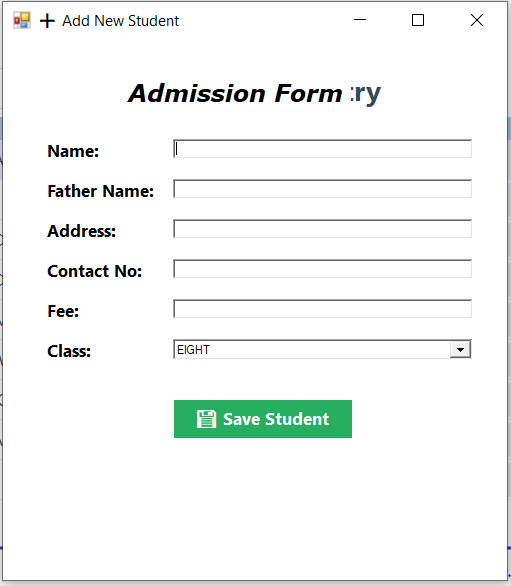 Add New Student
Admission Form ry
Name:
Father Name:
Address:
Contact No:
Fee:
Class:
EIGHT
Save Student